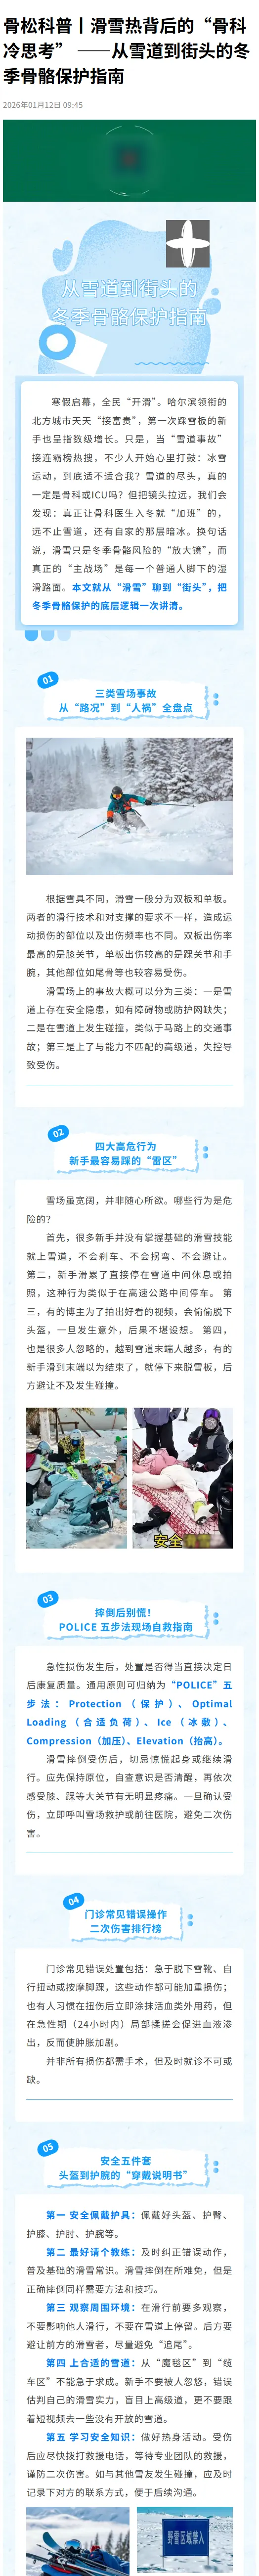 骨松科普丨滑雪热背后的“骨科
冷思考” ——从雪道到街头的冬
季骨骼保护指南
2026年01月12日 09:45
从雪道到街头的
冬季骨骼保护指南
寒假启幕，全民“开滑”。哈尔滨领衔的
北方城市天天“接富贵”，第一次踩雪板的新
手也呈指数级增长。只是，当“雪道事故”
接连霸榜热搜，不少人开始心里打鼓：冰雪
运动，到底适不适合我？雪道的尽头，真的
一定是骨科或ICU吗？但把镜头拉远，我们会
发现：真正让骨科医生入冬就“加班”的，
远不止雪道，还有自家的那层暗冰。换句话
说，滑雪只是冬季骨骼风险的“放大镜”，而
真正的“主战场”是每一个普通人脚下的湿
滑路面。本文就从“滑雪”聊到“街头”，把
冬季骨骼保护的底层逻辑一次讲清。
01
三类雪场事故
从“路况”到“人祸”全盘点
根据雪具不同，滑雪一般分为双板和单板。
两者的滑行技术和对支撑的要求不一样，造成运
动损伤的部位以及出伤频率也不同。双板出伤率
最高的是膝关节，单板出伤较高的是踝关节和手
腕，其他部位如尾骨等也较容易受伤。
滑雪场上的事故大概可以分为三类：一是雪
道上存在安全隐患，如有障碍物或防护网缺失；
二是在雪道上发生碰撞，类似于马路上的交通事
故；第三是上了与能力不匹配的高级道，失控导
致受伤。
02
四大高危行为
新手最容易踩的“雷区”
雪场虽宽阔，并非随心所欲。哪些行为是危
险的？
首先，很多新手并没有掌握基础的滑雪技能
就上雪道，不会刹车、不会拐弯、不会避让。
第二，新手滑累了直接停在雪道中间休息或拍
照，这种行为类似于在高速公路中间停车。 第
三，有的博主为了拍出好看的视频，会偷偷脱下
头盔，一旦发生意外，后果不堪设想。 第四，
也是很多人忽略的，越到雪道末端人越多，有的
新手滑到末端以为结束了，就停下来脱雪板，后
方避让不及发生碰撞。
安全
03
摔倒后别慌！
POLICE 五步法现场自救指南
急性损伤发生后，处置是否得当直接决定日
后康复质量。通用原则可归纳为“POLICE”五
步法：Protection（保护）、Optimal
Loading（合适负荷）、Ice（冰敷）、
Compression（加压）、Elevation（抬高）。
滑雪摔倒受伤后，切忌惊慌起身或继续滑
行。应先保持原位，自查意识是否清醒，再依次
感受膝、踝等大关节有无明显疼痛。一旦确认受
伤，立即呼叫雪场救护或前往医院，避免二次伤
害。
04
门诊常见错误操作
二次伤害排行榜
门诊常见错误处置包括：急于脱下雪靴、自
行扭动或按摩脚踝，这些动作都可能加重损伤；
也有人习惯在扭伤后立即涂抹活血类外用药，但
在急性期（24小时内）局部揉搓会促进血液渗
出，反而使肿胀加剧。
并非所有损伤都需手术，但及时就诊不可或
缺。
05
安全五件套
头盔到护腕的“穿戴说明书”
第一 安全佩戴护具：佩戴好头盔、护臀、
护膝、护肘、护腕等。
第二 最好请个教练：及时纠正错误动作，
普及基础的滑雪常识。滑雪摔倒在所难免，但是
正确摔倒同样需要方法和技巧。
第三 观察周围环境：在滑行前要多观察，
不要影响他人滑行，不要在雪道上停留。后方要
避让前方的滑雪者，尽量避免“追尾”。
第四 上合适的雪道：从“魔毯区”到“缆
车区”不能急于求成。新手不要被人忽悠，错误
估判自己的滑雪实力，盲目上高级道，更不要跟
着短视频去一些没有开放的雪道。
第五 学习安全知识：做好热身活动。受伤
后应尽快拨打救援电话，等待专业团队的救援，
谨防二次伤害。如与其他雪友发生碰撞，应及时
记录下对方的联系方式，便于后续沟通。
野雪区域禁入